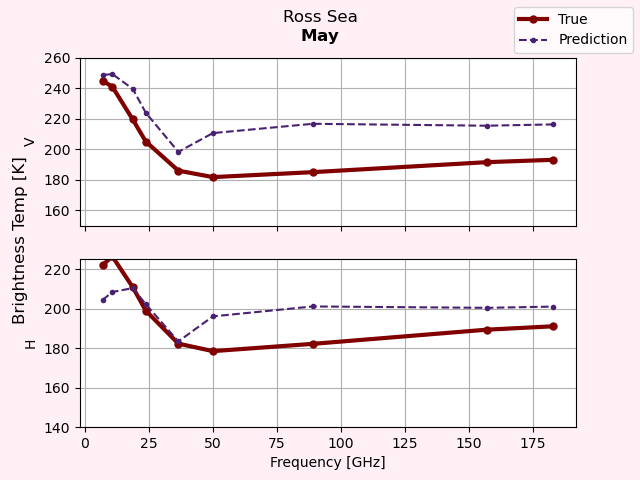 Ross Sea
May
True
Prediction
Brightness Temp [K]
V
260
240
220
200
180
160
H
220
200
180
160
140
0 25 50 75 100 125 150 175
Frequency [GHz]